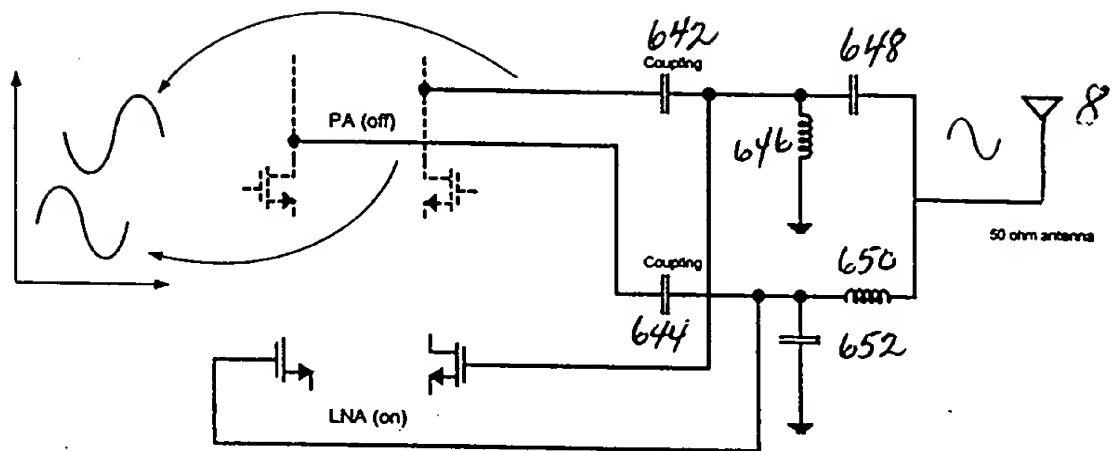 642
648
Coupling
8
PA (off)
646
50 ohm antenna
Coupling
650
644
652
LNA (on)